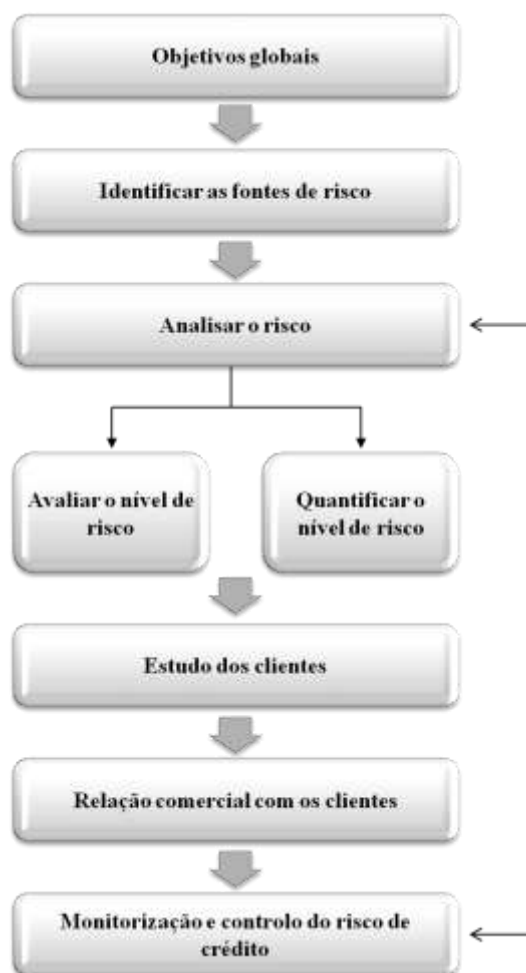 Objetivos globais
Identificar as fontes de risco
Analisar o risco
Avaliar o nível de
risco
Quantificar o
nível de risco
Estudo dos clientes
Relação comercial com os clientes
Monitorização e controlo do risco de
crédito